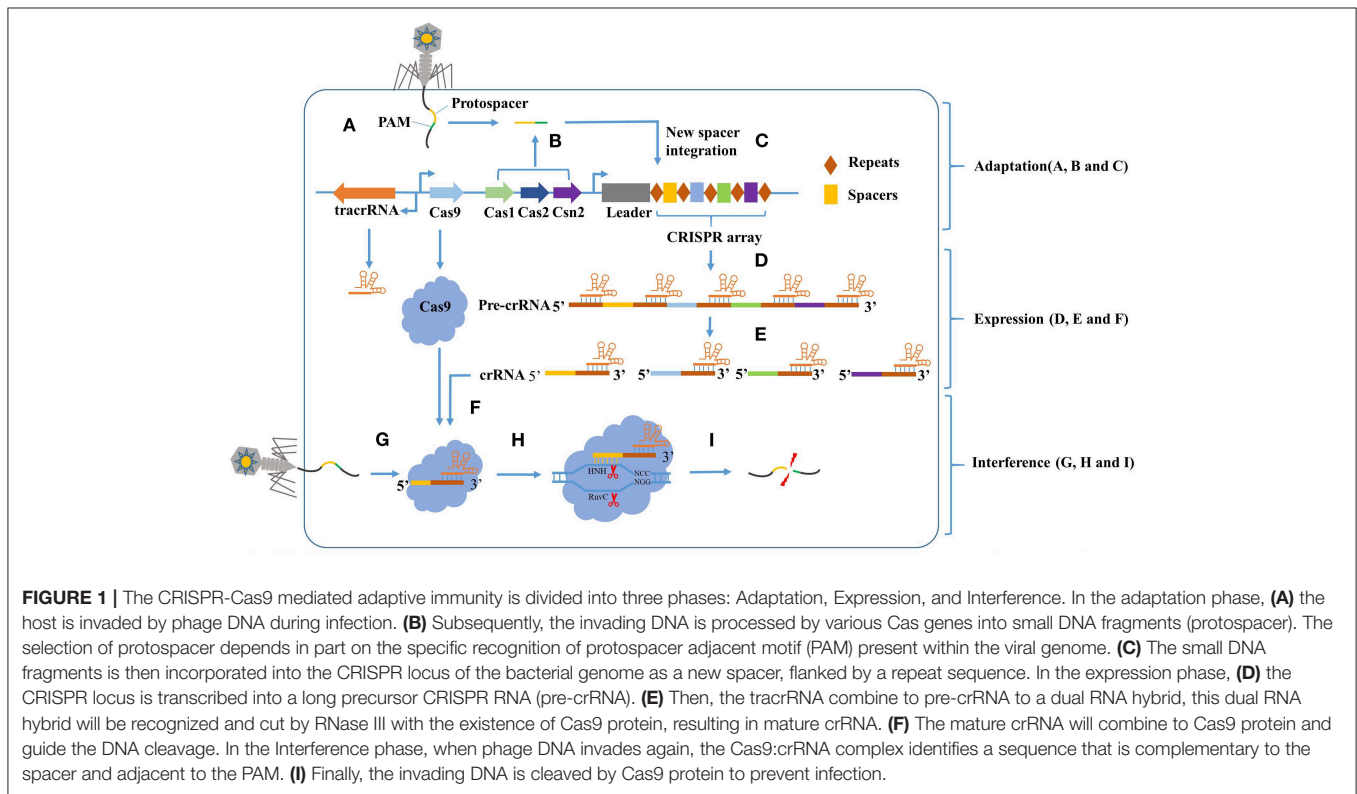 Protospacer
A
PAM
B
New spacer
integration
C
Repeats
Spacers
Adaptation(A, B and C)
tracrRNA
Cas9
Cas1
Cas2
Csn2
Leader
CRISPR array
D
Cas9
Pre-crRNA 5’
3’
Expression (D, E and F)
E
crRNA 5’
3’
5’
3’
5’
3’
5’
3’
F
G
H
I
5’
3’
3’
HNH
NCC
NGG
RuvC
Interference (G, H and I)
FIGURE 1 | The CRISPR-Cas9 mediated adaptive immunity is divided into three phases: Adaptation, Expression, and Interference. In the adaptation phase, (A) the
host is invaded by phage DNA during infection. (B) Subsequently, the invading DNA is processed by various Cas genes into small DNA fragments (protospacer). The
selection of protospacer depends in part on the specific recognition of protospacer adjacent motif (PAM) present within the viral genome. (C) The small DNA
fragments is then incorporated into the CRISPR locus of the bacterial genome as a new spacer, flanked by a repeat sequence. In the expression phase, (D) the
CRISPR locus is transcribed into a long precursor CRISPR RNA (pre-crRNA). (E) Then, the tracrRNA combine to pre-crRNA to a dual RNA hybrid, this dual RNA
hybrid will be recognized and cut by RNase III with the existence of Cas9 protein, resulting in mature crRNA. (F) The mature crRNA will combine to Cas9 protein and
guide the DNA cleavage. In the Interference phase, when phage DNA invades again, the Cas9:crRNA complex identifies a sequence that is complementary to the
spacer and adjacent to the PAM. (I) Finally, the invading DNA is cleaved by Cas9 protein to prevent infection.